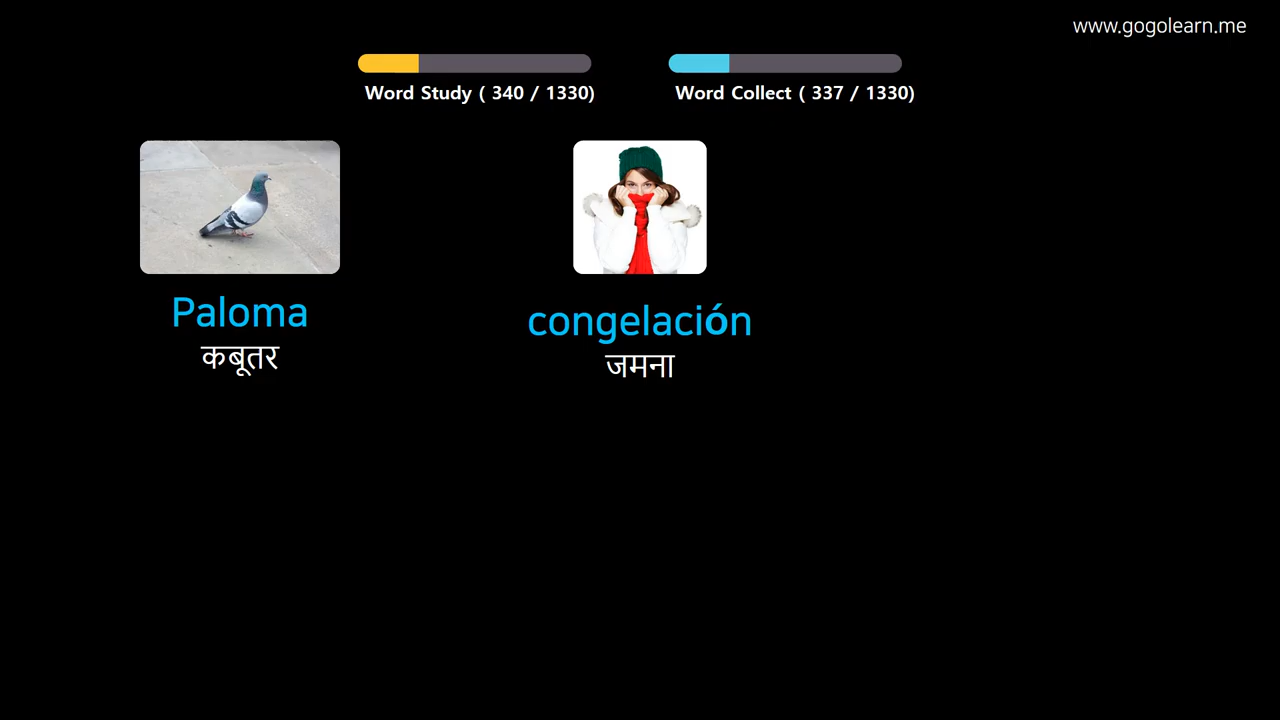 www.gogolearn.me
Word Study ( 340 / 1330)
Word Collect ( 337 / 1330)
Paloma
कबूतर
congelación
जमना